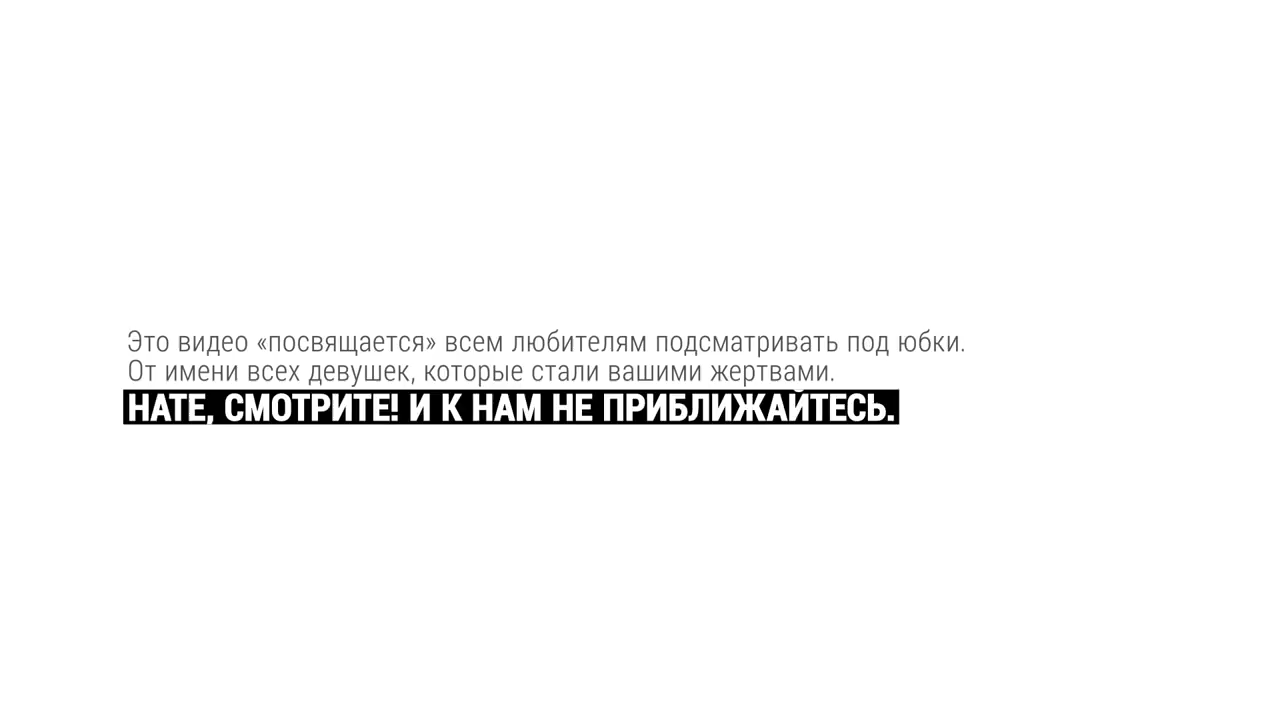 Это видео «посвящается» всем любителям подсматривать под юбки.
От имени всех девушек, которые стали вашими жертвами.
НАТЕ, СМОТРИТЕ! И К НАМ НЕ ПРИБЛИЖАЙТЕСЬ.